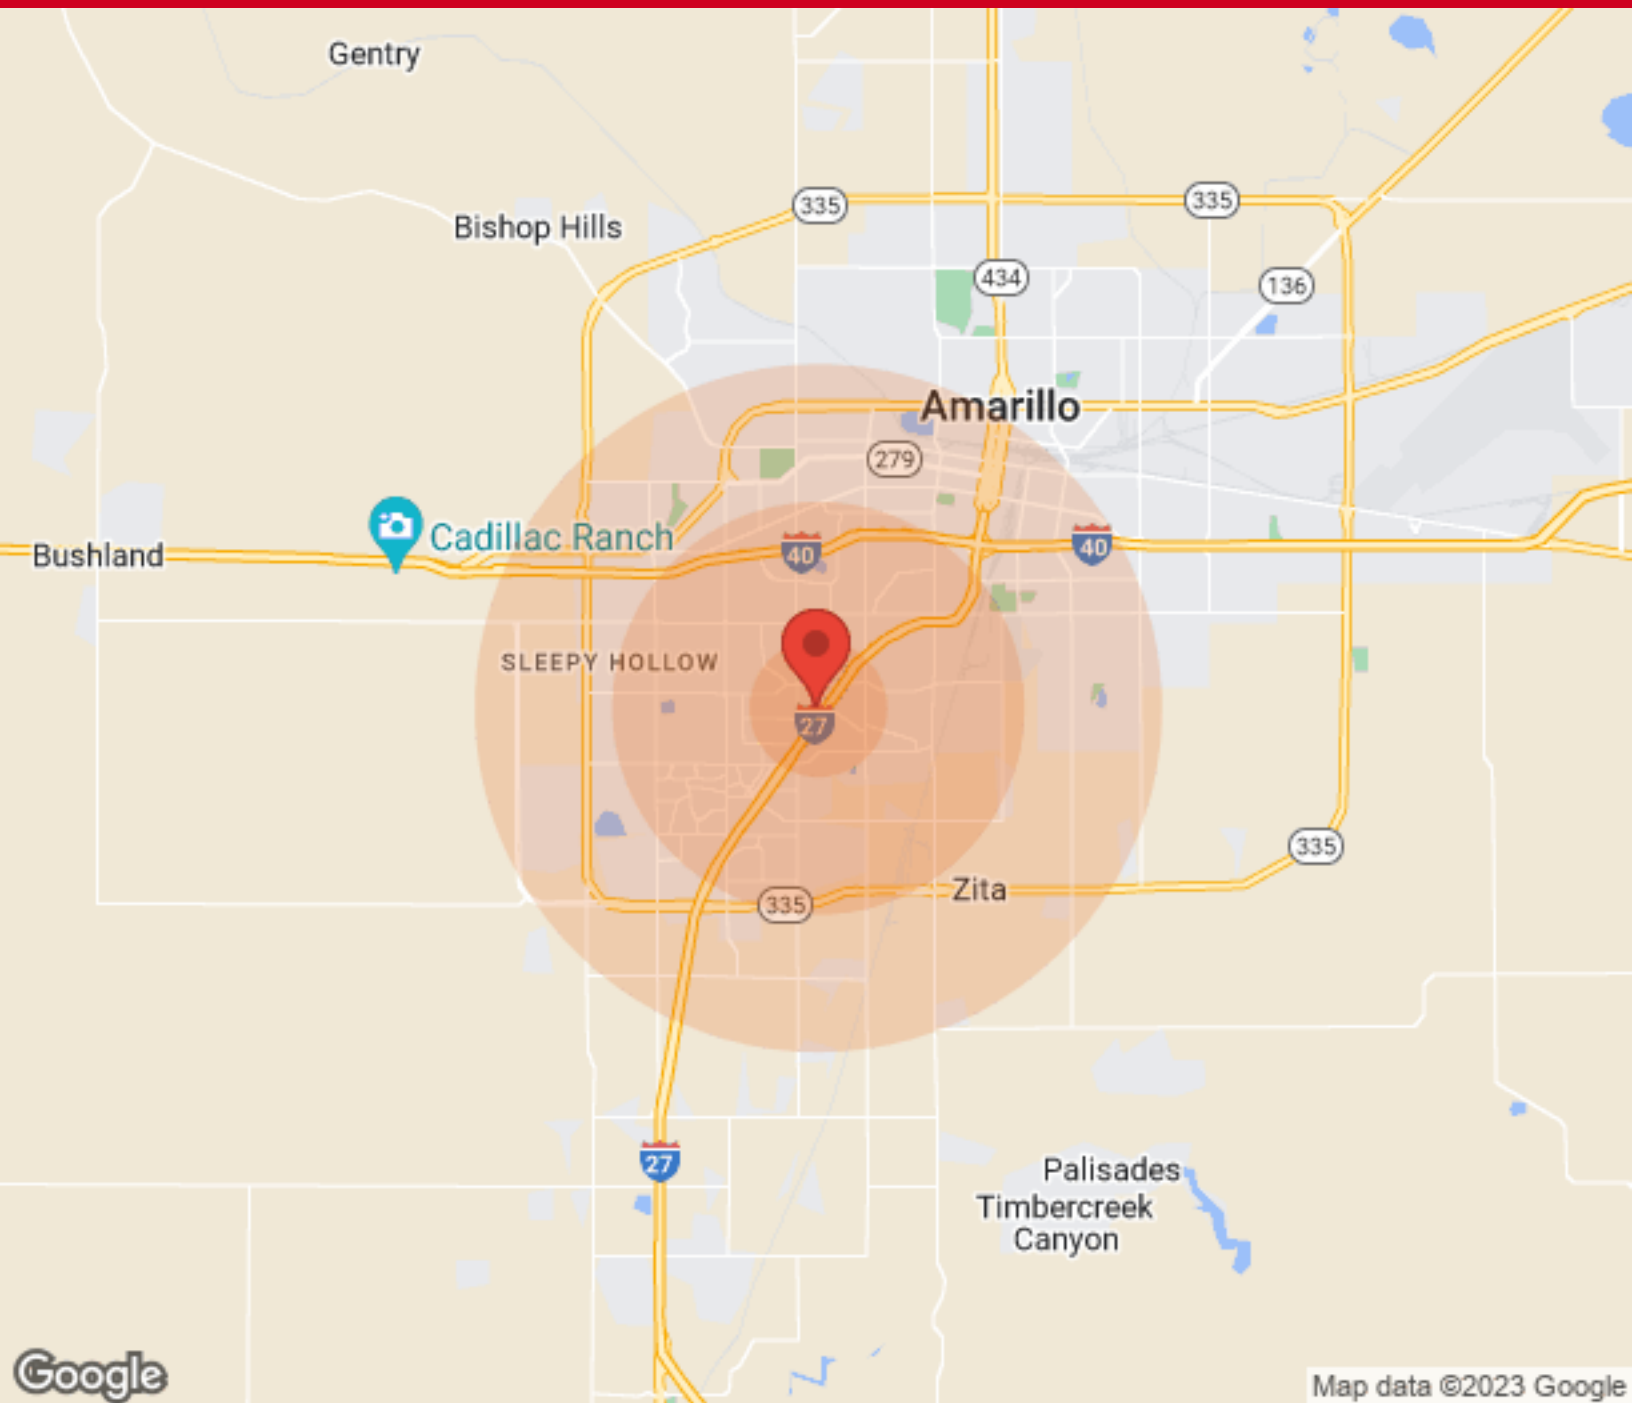 Gentry
335
335
Bishop Hills
434
136
Amarillo
279
Cadillac Ranch
40
40
Bushland
SLEEPY HOLLOW
27
335
Zita
335
27
Palisades
Timbercreek
Canyon
Google
Map data ©2023 Google